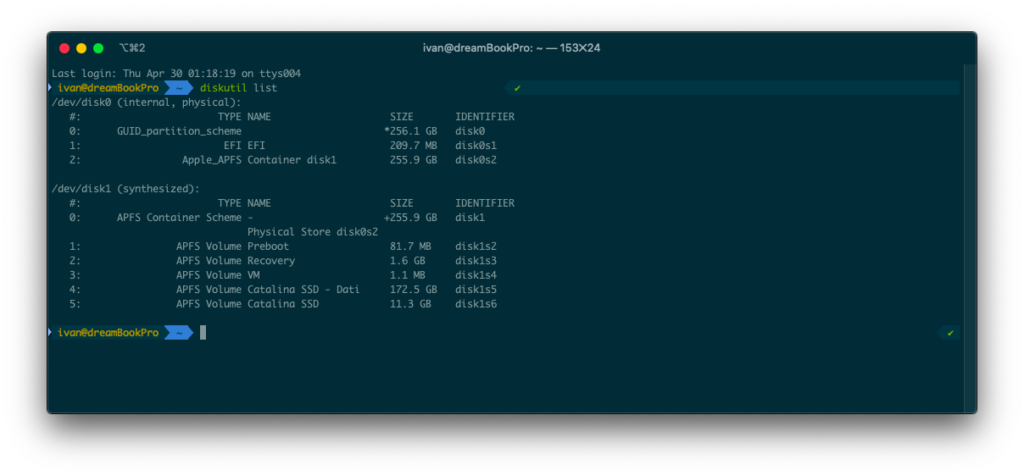 ⌥⌘2 ivan@dreamBookPro: ~ — 153×24
Last login: Thu Apr 30 01:18:19 on ttys004
ivan@dreamBookPro ~ diskutil list ✔
/dev/disk0 (internal, physical):
#: TYPE NAME SIZE IDENTIFIER
0: GUID_partition_scheme *256.1 GB disk0
1: EFI EFI 209.7 MB disk0s1
2: Apple_APFS Container disk1 255.9 GB disk0s2
/dev/disk1 (synthesized):
#: TYPE NAME SIZE IDENTIFIER
0: APFS Container Scheme - +255.9 GB disk1
Physical Store disk0s2
1: APFS Volume Preboot 81.7 MB disk1s2
2: APFS Volume Recovery 1.6 GB disk1s3
3: APFS Volume VM 1.1 MB disk1s4
4: APFS Volume Catalina SSD - Dati 172.5 GB disk1s5
5: APFS Volume Catalina SSD 11.3 GB disk1s6
ivan@dreamBookPro ~ ✔